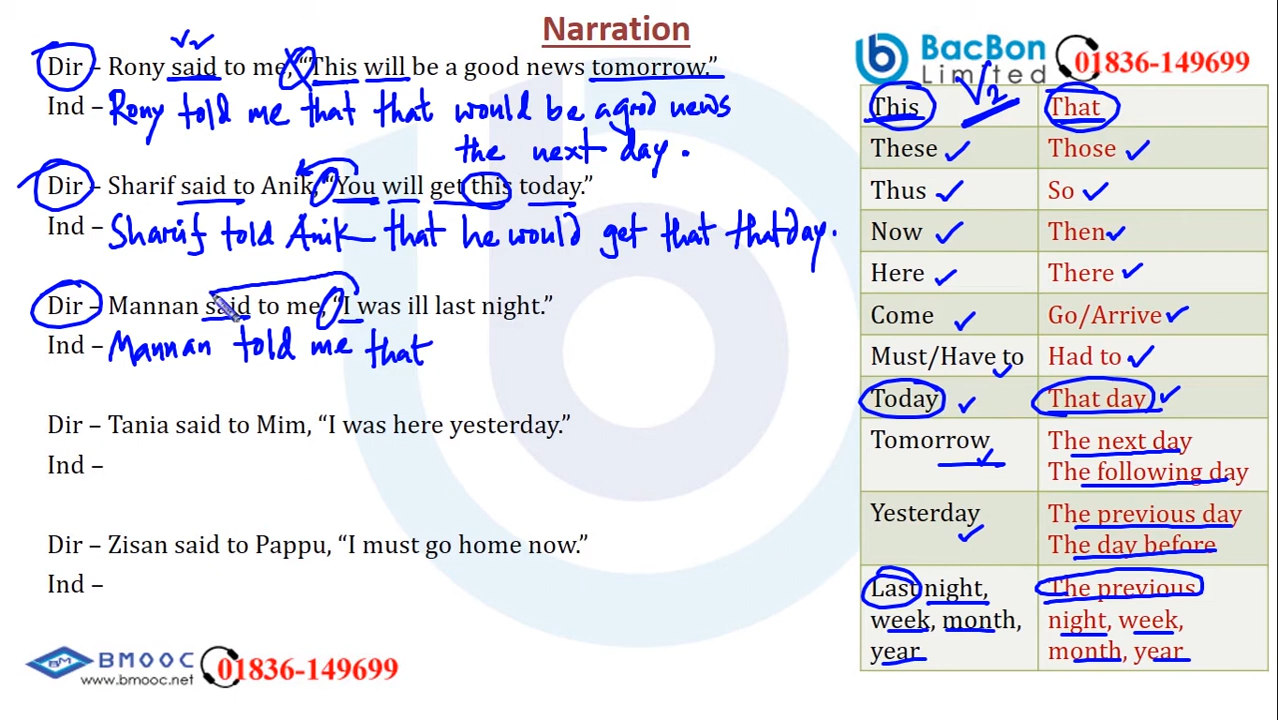 Narration
BacBon
Limited
01836-149699
Dir – Rony said to me, “This will be a good news tomorrow.”
Ind – Rony told me that that would be a good news
the next day.
Dir – Sharif said to Anik, “You will get this today.”
Ind – Shariif told Anik that he would get that that day.
Dir – Mannan said to me, “I was ill last night.”
Ind – Mannan told me that
Dir – Tania said to Mim, “I was here yesterday.”
Ind –
Dir – Zisan said to Pappu, “I must go home now.”
Ind –
This That
These Those
Thus So
Now Then
Here There
Come Go/Arrive
Must/Have to Had to
Today That day
Tomorrow The next day
The following day
Yesterday The previous day
The day before
Last night, The previous
week, month, night, week,
year month, year
BM BMOOC
www.bmooc.net
01836-149699